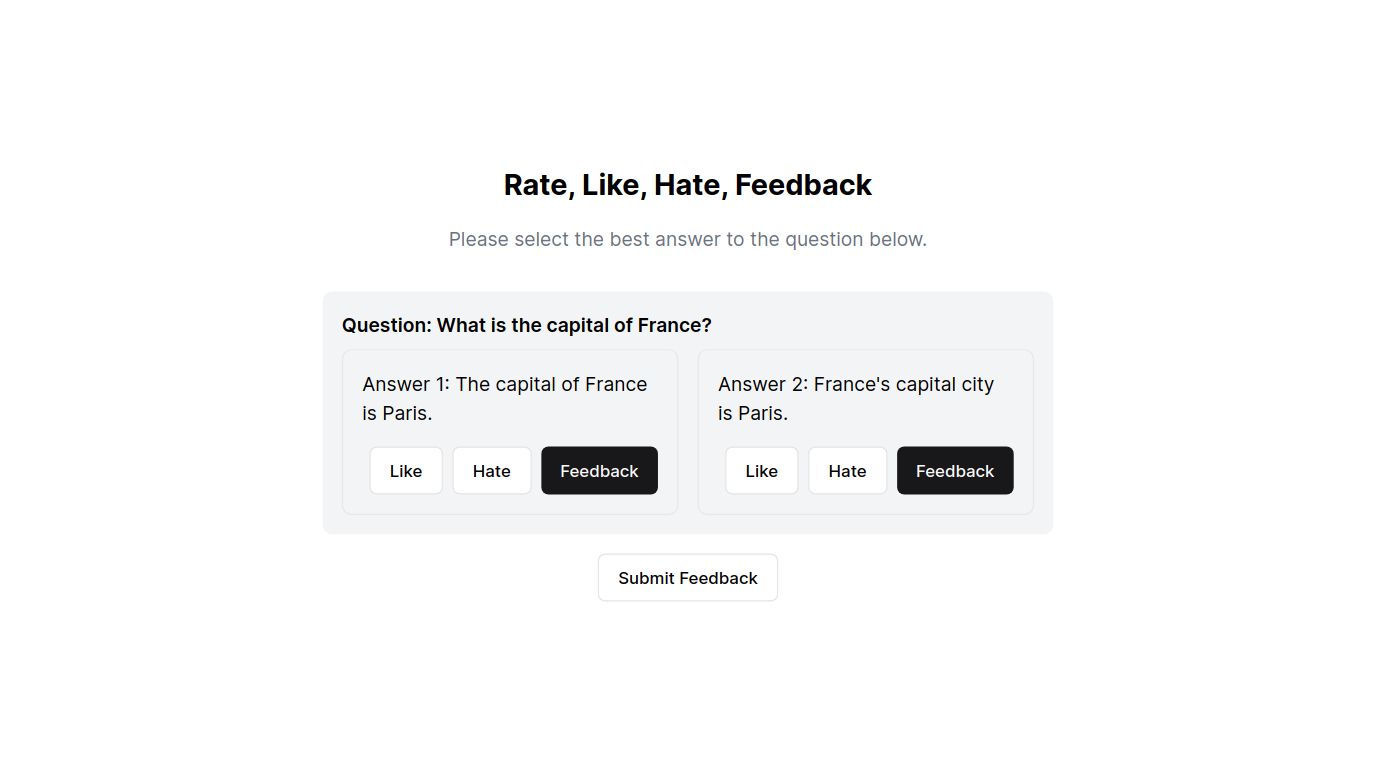 Rate, Like, Hate, Feedback
Please select the best answer to the question below.
Question: What is the capital of France?
Answer 1: The capital of France
is Paris.
Like
Hate
Feedback
Answer 2: France's capital city
is Paris.
Like
Hate
Feedback
Submit Feedback